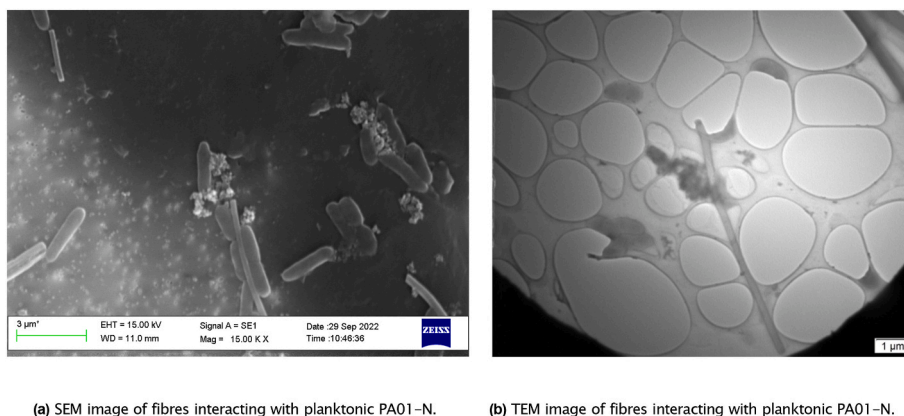 3 µm*
EHT = 15.00 kV
WD = 11.0 mm
Signal A = SE1
Mag = 15.00 K X
Date :29 Sep 2022
Time :10:46:36
ZEISS
1 µm
(a) SEM image of fibres interacting with planktonic PA01–N.
(b) TEM image of fibres interacting with planktonic PA01–N.